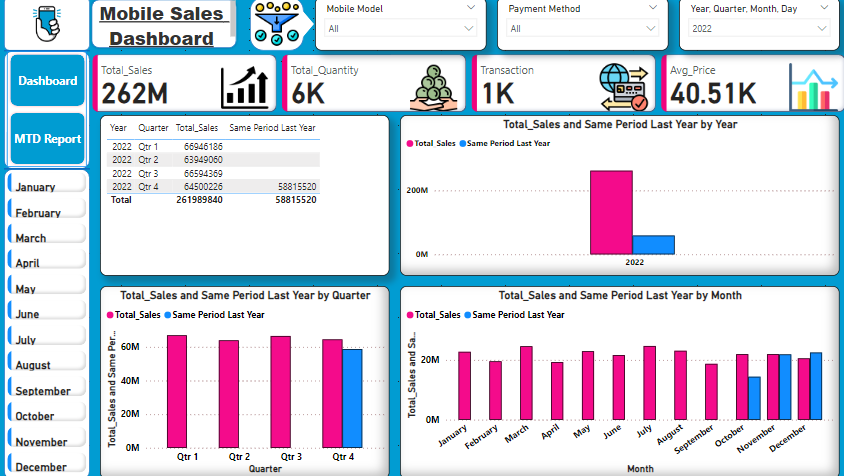 Mobile Sales
Dashboard
Mobile Model
All
Payment Method
All
Year, Quarter, Month, Day
2022
Dashboard
MTD Report
January
February
March
April
May
June
July
August
September
October
November
December
Total_Sales
262M
Total_Quantity
6K
Transaction
1K
Avg_Price
40.51K
Year Quarter Total_Sales Same Period Last Year
2022 Qtr 1 66946186
2022 Qtr 2 63949060
2022 Qtr 3 66594369
2022 Qtr 4 64500226 58815520
Total 261989840 58815520
Total_Sales and Same Period Last Year by Year
Total_Sales Same Period Last Year
200M
0M
2022
Total_Sales and Same Period Last Year by Quarter
Total_Sales Same Period Last Year
Total_Sales and Same Per...
60M
40M
20M
0M
Qtr 1 Qtr 2 Qtr 3 Qtr 4
Quarter
Total_Sales and Same Period Last Year by Month
Total_Sales Same Period Last Year
Total_Sales and Sa...
20M
0M
January February March April May June July August September October November December
Month